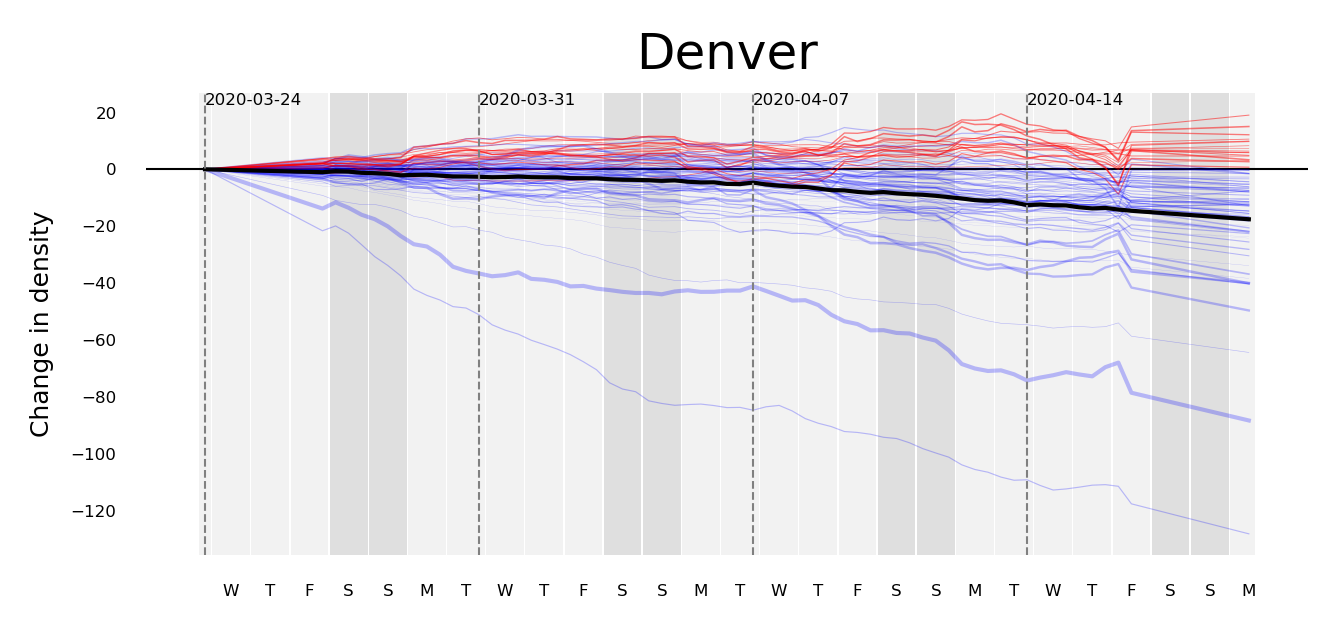 Denver
2020-03-24 2020-03-31 2020-04-07 2020-04-14
20
0
−20
−40
−60
−80
−100
−120
Change in density
W T F S S M T W T F S S M T W T F S S M T W T F S S M